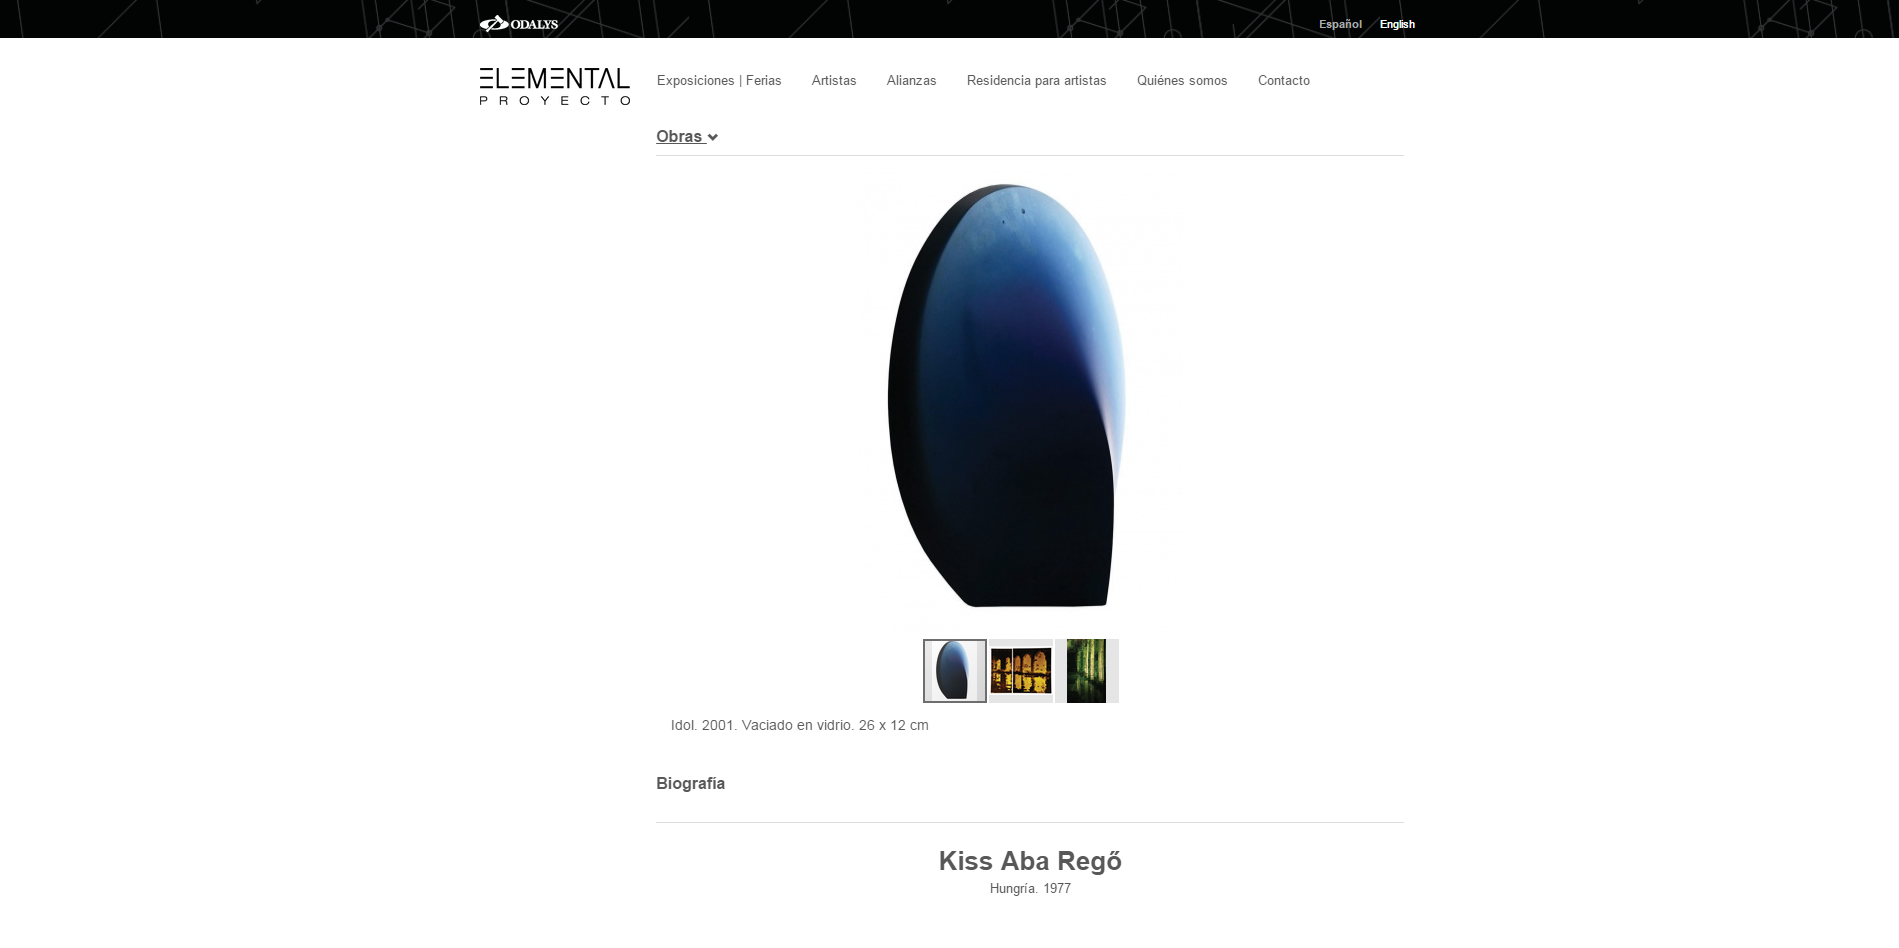 ODALYS
Español English
ELEMENTAL
PROYECTO
Exposiciones | Ferias Artistas Alianzas Residencia para artistas Quiénes somos Contacto
Obras
Idol. 2001. Vaciado en vidrio. 26 x 12 cm
Biografía
Kiss Aba Regő
Hungría. 1977